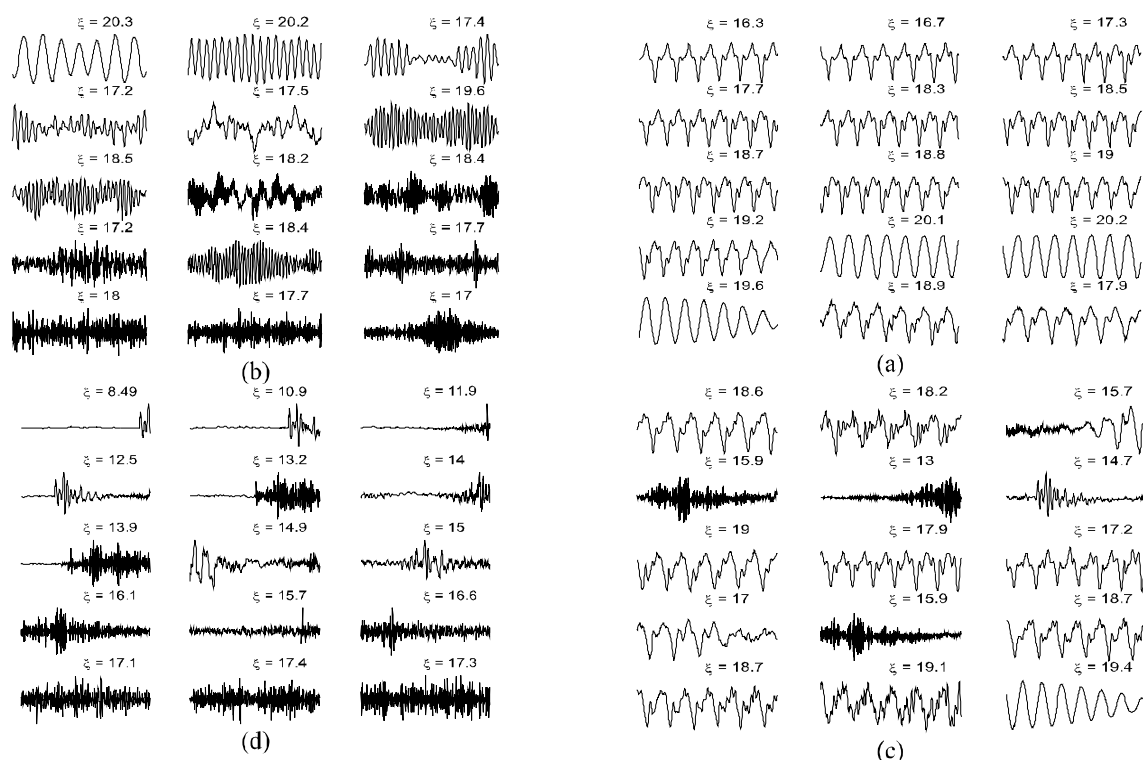 ξ = 20.3 ξ = 20.2 ξ = 17.4
ξ = 17.2 ξ = 17.5 ξ = 19.6
ξ = 18.5 ξ = 18.2 ξ = 18.4
ξ = 17.2 ξ = 18.4 ξ = 17.7
ξ = 18 ξ = 17.7 ξ = 17
(b)
ξ = 16.3 ξ = 16.7 ξ = 17.3
ξ = 17.7 ξ = 18.3 ξ = 18.5
ξ = 18.7 ξ = 18.8 ξ = 19
ξ = 19.2 ξ = 20.1 ξ = 20.2
ξ = 19.6 ξ = 18.9 ξ = 17.9
(a)
ξ = 8.49 ξ = 10.9 ξ = 11.9
ξ = 12.5 ξ = 13.2 ξ = 14
ξ = 13.9 ξ = 14.9 ξ = 15
ξ = 16.1 ξ = 15.7 ξ = 16.6
ξ = 17.1 ξ = 17.4 ξ = 17.3
(d)
ξ = 18.6 ξ = 18.2 ξ = 15.7
ξ = 15.9 ξ = 13 ξ = 14.7
ξ = 19 ξ = 17.9 ξ = 17.2
ξ = 17 ξ = 15.9 ξ = 18.7
ξ = 18.7 ξ = 19.1 ξ = 19.4
(c)